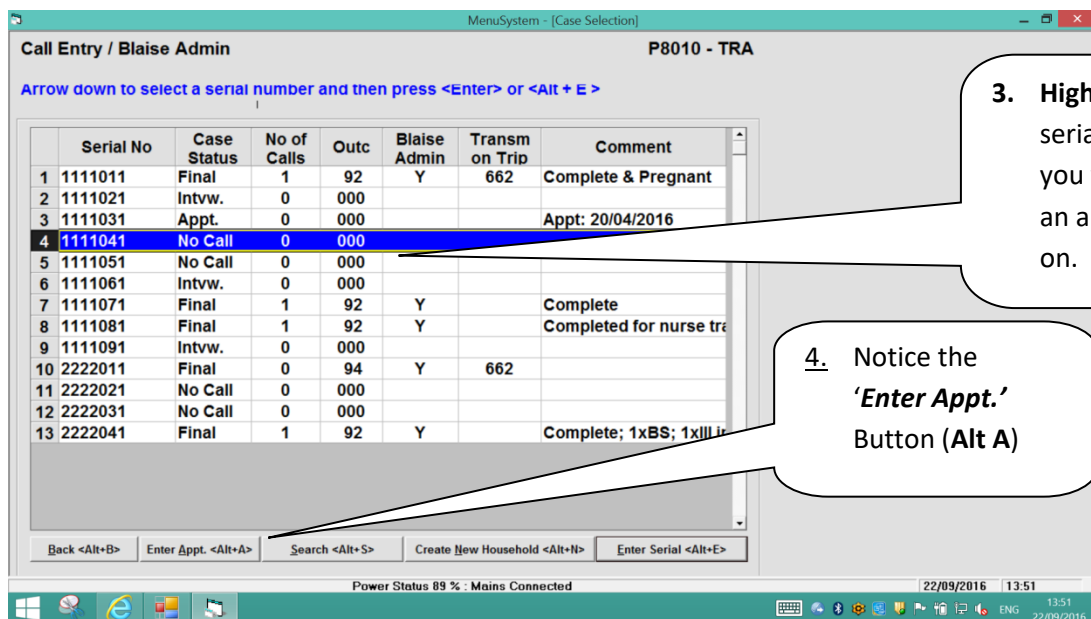 MenuSystem - [Case Selection]
Call Entry / Blaise Admin P8010 - TRA
Arrow down to select a serial number and then press <Enter> or <Alt + E >
Serial No Case Status No of Calls Outc Blaise Admin Transm on Trip Comment
1 1111011 Final 1 92 Y 662 Complete & Pregnant
2 1111021 Intvw. 0 000
3 1111031 Appt. 0 000 Appt: 20/04/2016
4 1111041 No Call 0 000
5 1111051 No Call 0 000
6 1111061 Intvw. 0 000
7 1111071 Final 1 92 Y Complete
8 1111081 Final 1 92 Y Completed for nurse tra
9 1111091 Intvw. 0 000
10 2222011 Final 0 94 Y 662
11 2222021 No Call 0 000
12 2222031 No Call 0 000
13 2222041 Final 1 92 Y Complete; 1xBS; 1xIll
3. High
seria
you
an a
on.
4. Notice the
‘Enter Appt.’
Button (Alt A)
Back <Alt+B> Enter Appt. <Alt+A> Search <Alt+S> Create New Household <Alt+N> Enter Serial <Alt+E>
Power Status 89 % : Mains Connected 22/09/2016 13:51
ENG 13:51
22/09/2016